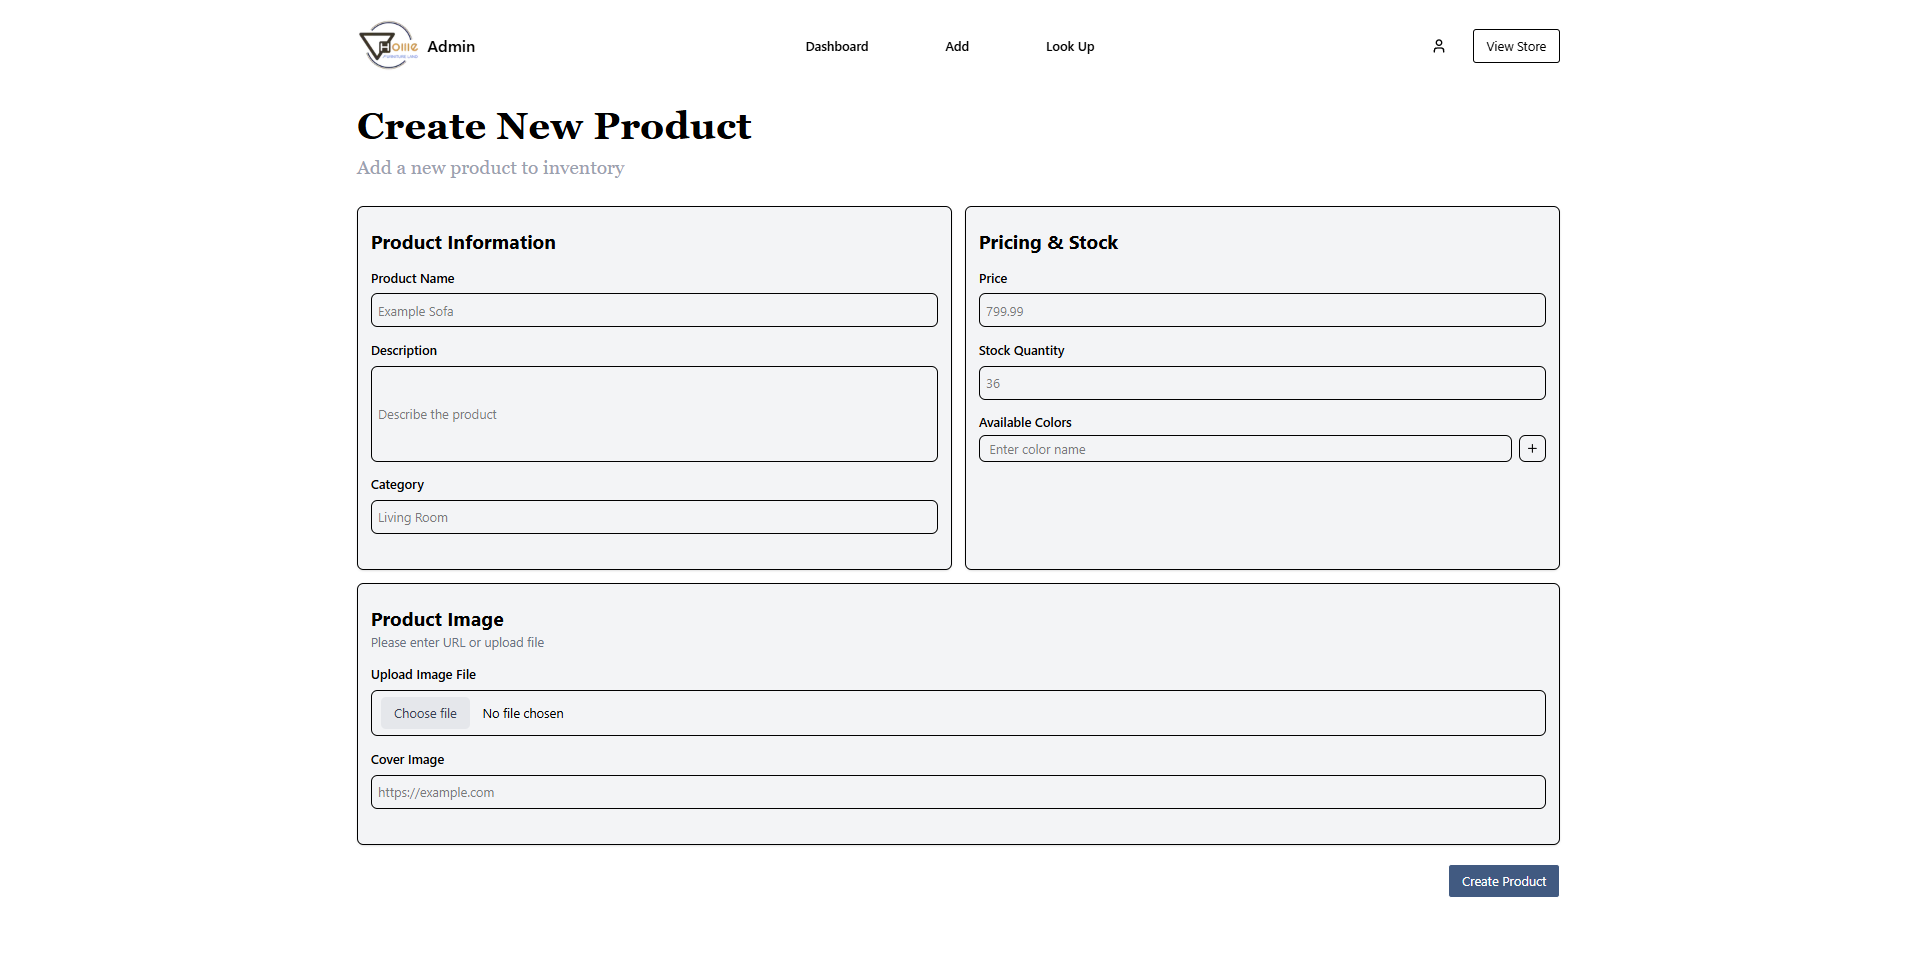 Home
Admin
Dashboard
Add
Look Up
View Store
Create New Product
Add a new product to inventory
Product Information
Product Name
Example Sofa
Description
Describe the product
Category
Living Room
Pricing & Stock
Price
799.99
Stock Quantity
36
Available Colors
Enter color name
+
Product Image
Please enter URL or upload file
Upload Image File
Choose file No file chosen
Cover Image
https://example.com
Create Product